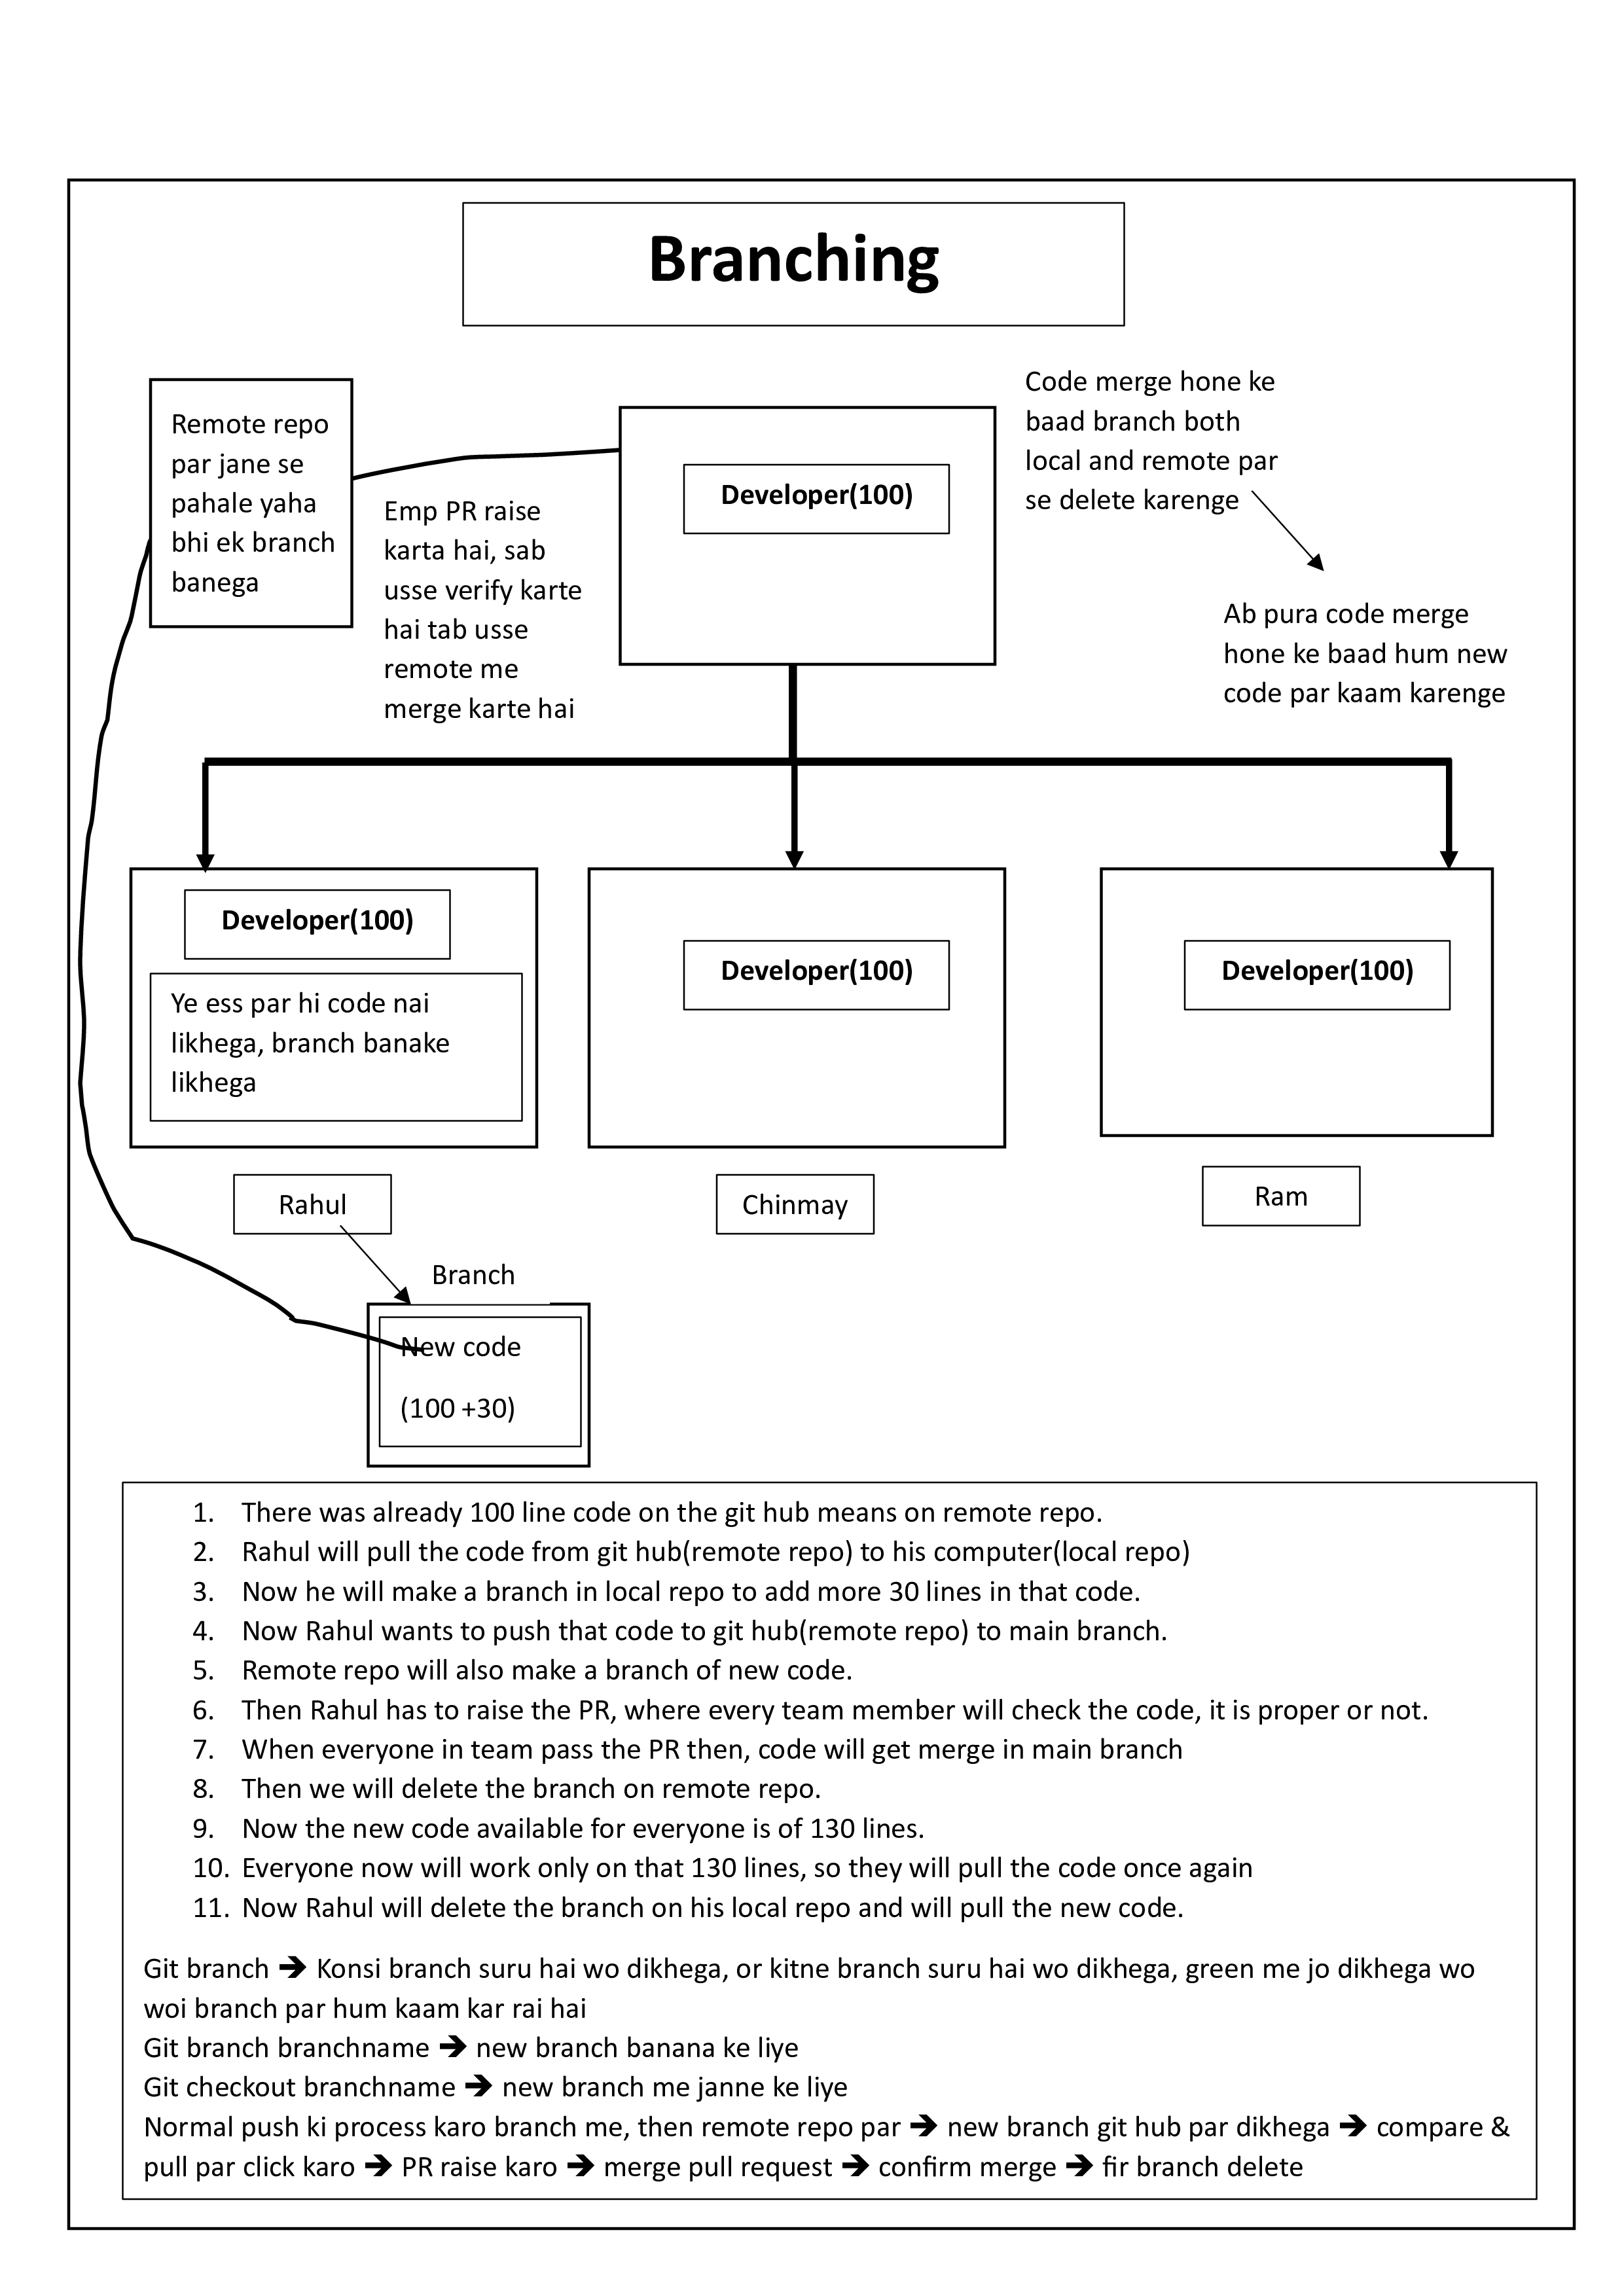 Branching
Remote repo
par jane se
pahale yaha
bhi ek branch
banega
Emp PR raise
karta hai, sab
usse verify karte
hai tab usse
remote me
merge karte hai
Developer(100)
Code merge hone ke
baad branch both
local and remote par
se delete karenge
Ab pura code merge
hone ke baad hum new
code par kaam karenge
Developer(100)
Ye ess par hi code nai
likhega, branch banake
likhega
Developer(100)
Developer(100)
Rahul
Chinmay
Ram
Branch
New code
(100 +30)
1. There was already 100 line code on the git hub means on remote repo.
2. Rahul will pull the code from git hub(remote repo) to his computer(local repo)
3. Now he will make a branch in local repo to add more 30 lines in that code.
4. Now Rahul wants to push that code to git hub(remote repo) to main branch.
5. Remote repo will also make a branch of new code.
6. Then Rahul has to raise the PR, where every team member will check the code, it is proper or not.
7. When everyone in team pass the PR then, code will get merge in main branch
8. Then we will delete the branch on remote repo.
9. Now the new code available for everyone is of 130 lines.
10. Everyone now will work only on that 130 lines, so they will pull the code once again
11. Now Rahul will delete the branch on his local repo and will pull the new code.
Git branch ➔ Konsi branch suru hai wo dikhega, or kitne branch suru hai wo dikhega, green me jo dikhega wo
woi branch par hum kaam kar rai hai
Git branch branchname ➔ new branch banana ke liye
Git checkout branchname ➔ new branch me janne ke liye
Normal push ki process karo branch me, then remote repo par ➔ new branch git hub par dikhega ➔ compare &
pull par click karo ➔ PR raise karo ➔ merge pull request ➔ confirm merge ➔ fir branch delete